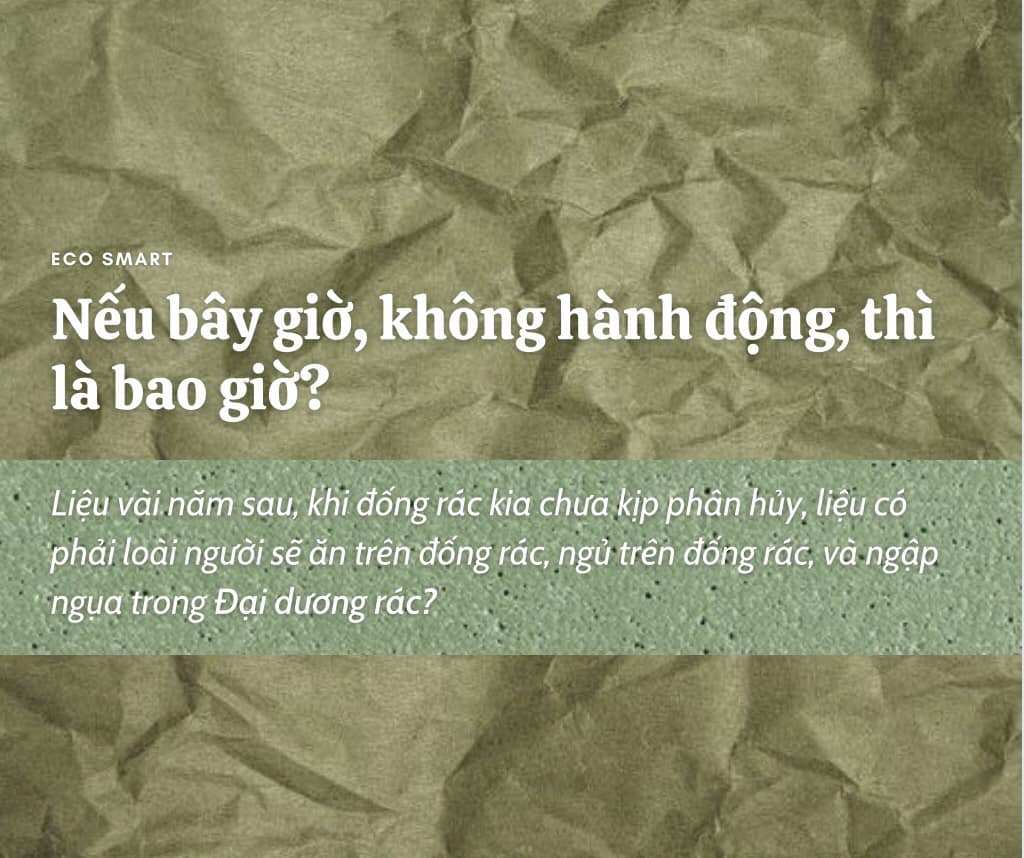 ECO SMART
Nếu bây giờ, không hành động, thì
là bao giờ?
Liệu vài năm sau, khi đống rác kia chưa kịp phân hủy, liệu có
phải loài người sẽ ăn trên đống rác, ngủ trên đống rác, và ngập
ngụa trong Đại dương rác?